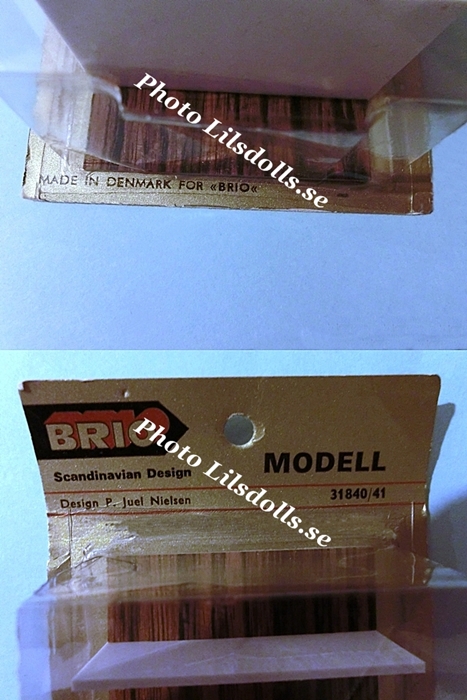 Photo Lilsdolls.se
MADE IN DENMARK FOR «BRIO«
BRIO
Photo Lilsdolls.se
MODELL
Scandinavian Design
31840/41
Design P. Juel Nielsen